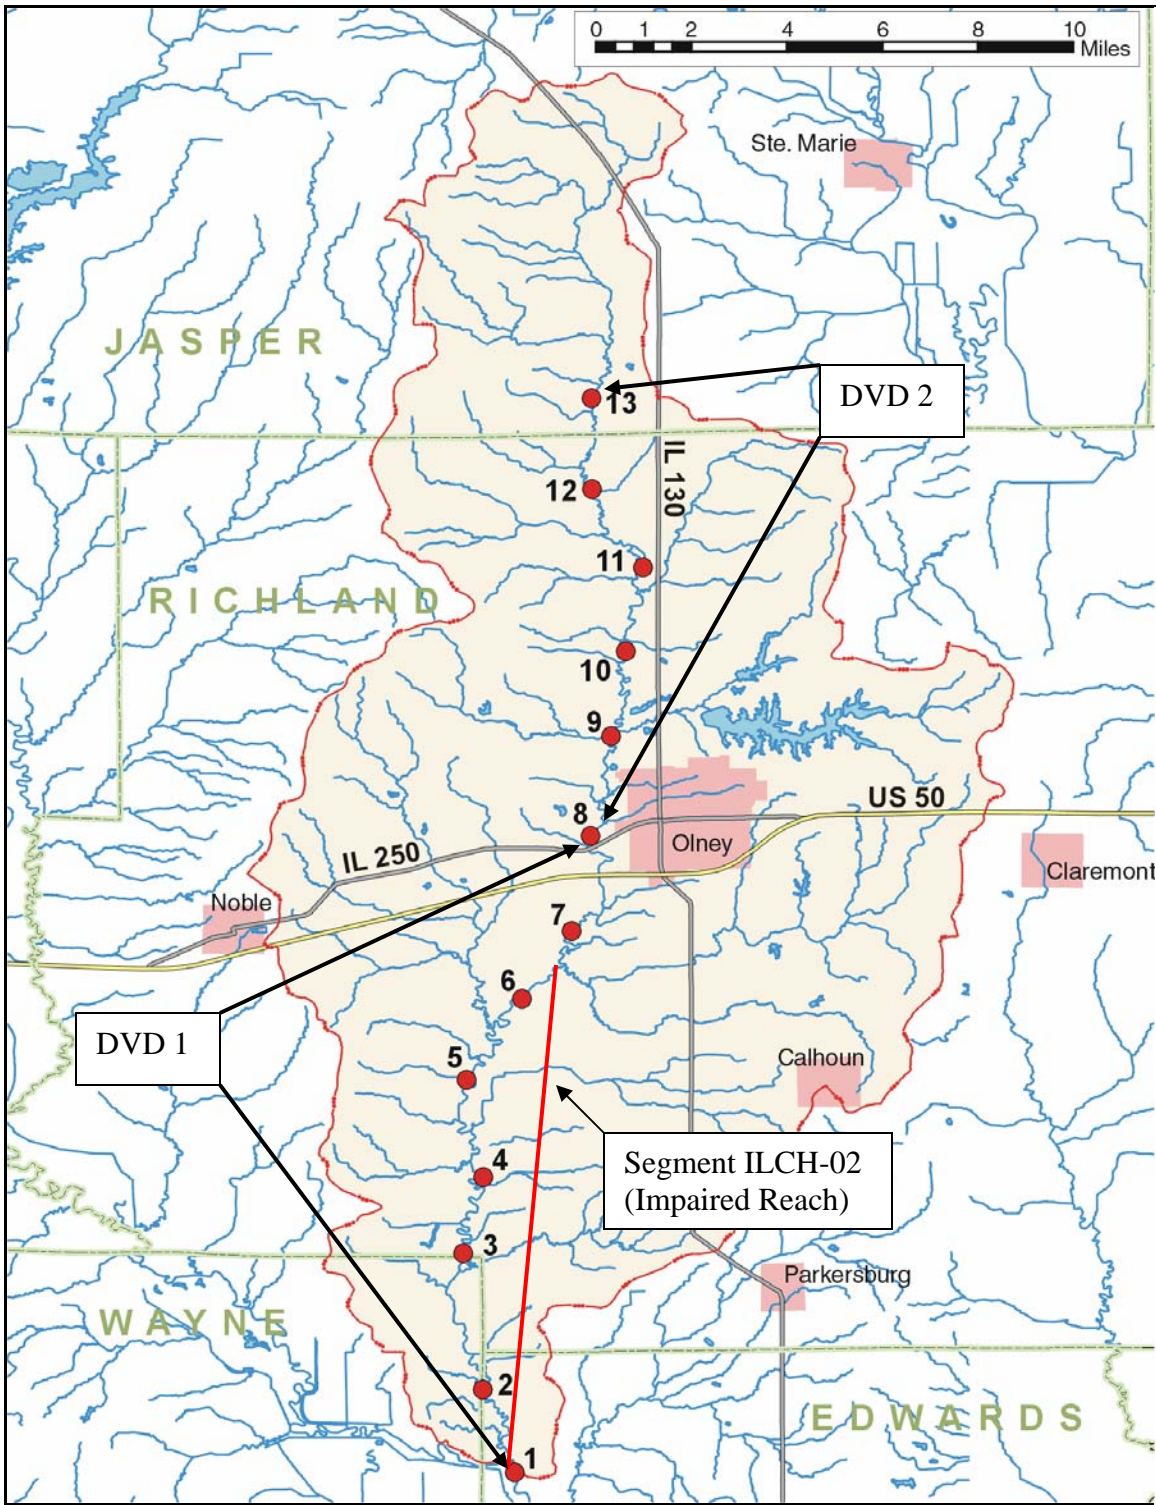 0 1 2 4 6 8 10
Miles
Ste. Marie
JASPER
DVD 2
13
IL 130
12
11
RICHLAND
10
9
8
US 50
IL 250
Olney
Claremont
Noble
7
6
DVD 1
5
Calhoun
4
Segment ILCH-02
(Impaired Reach)
3
Parkersburg
WAYNE
2
EDWARDS
1